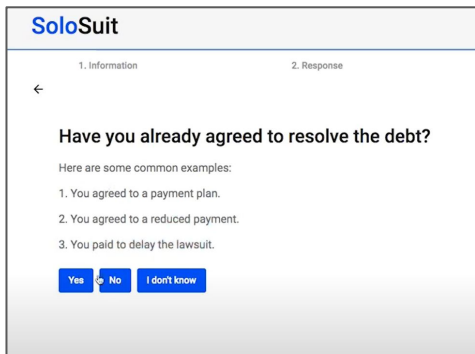 SoloSuit
1. Information 2. Response
Have you already agreed to resolve the debt?
Here are some common examples:
1. You agreed to a payment plan.
2. You agreed to a reduced payment.
3. You paid to delay the lawsuit.
Yes No I don't know